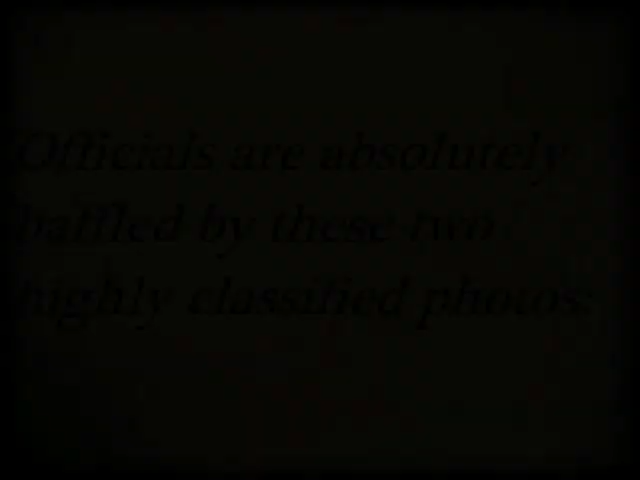 Officials are absolutely
baffled by these two
highly classified photos: